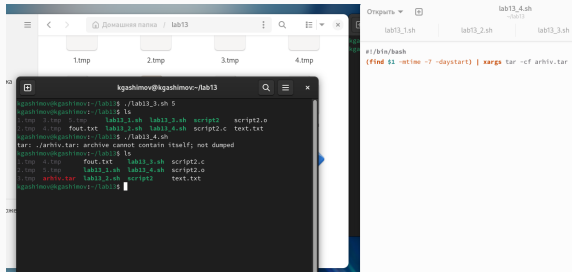 Домашняя папка / lab13
1.tmp 2.tmp 3.tmp 4.tmp
kgashimov@kgashimov:~/lab13
kgashimov@kgashimov:~/lab13$ ./lab13_3.sh 5
kgashimov@kgashimov:~/lab13$ ls
1.tmp 3.tmp 5.tmp lab13_1.sh lab13_3.sh script2 script2.o
2.tmp 4.tmp fout.txt lab13_2.sh lab13_4.sh script2.c text.txt
kgashimov@kgashimov:~/lab13$ ./lab13_4.sh
tar: ./arhiv.tar: archive cannot contain itself; not dumped
kgashimov@kgashimov:~/lab13$ ls
1.tmp 4.tmp fout.txt lab13_3.sh script2.c
2.tmp 5.tmp lab13_1.sh lab13_4.sh script2.o
3.tmp arhiv.tar lab13_2.sh script2 text.txt
kgashimov@kgashimov:~/lab13$
Открыть
lab13_4.sh
~/lab13
lab13_1.sh lab13_2.sh lab13_3.sh
#!/bin/bash
(find $1 -mtime -7 -daystart) | xargs tar -cf arhiv.tar